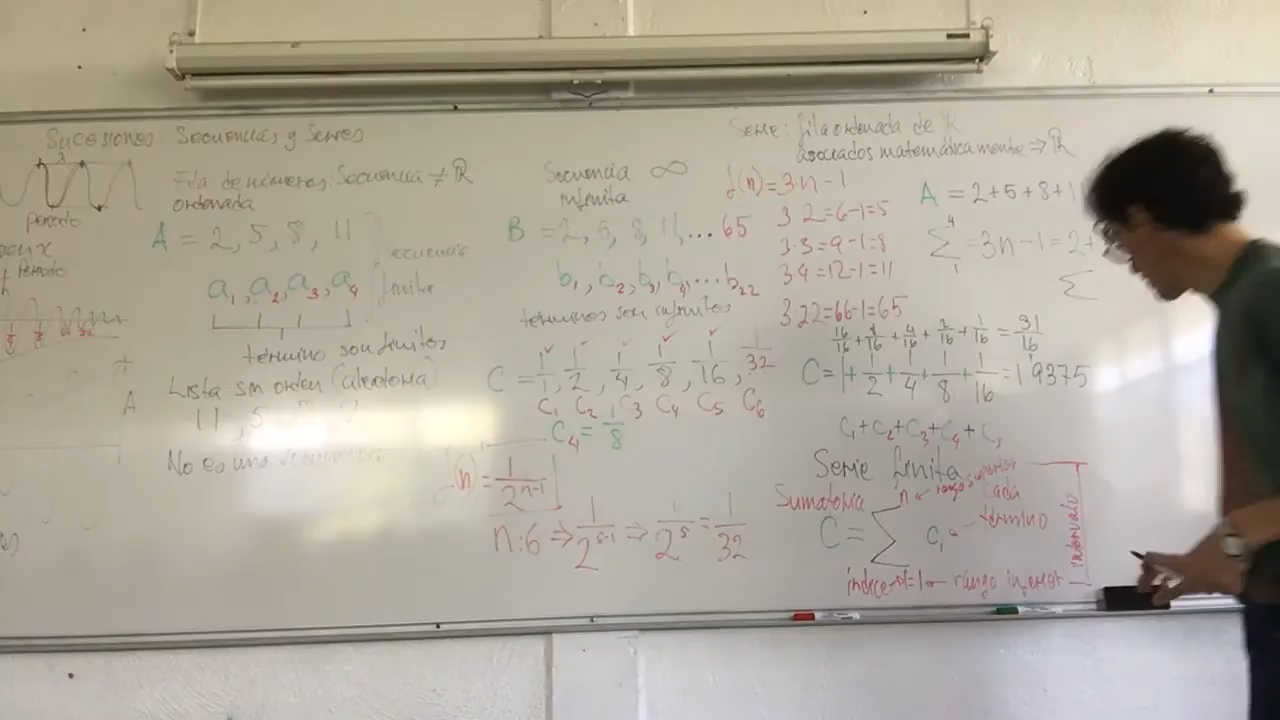 Sucesiones: Secuencias y Series
λ
periodo
Fila de números: Secuencia ≠ ℝ
ordenada
A = 2, 5, 8, 11
a₁, a₂, a₃, a₄
finita
término son finitos
Lista sin orden (aleatoria)
11, 5
No es una
Secuencia ∞
infinita
B = 2, 5, 8, 11, ... 65
b₁, b₂, b₃, b₄, ... b₂₂
términos son infinitos
C = 1/1, 1/2, 1/4, 1/8, 1/16, 1/32
C₁ C₂ C₃ C₄ C₅ C₆
C₄ = 1/8
(n) = 1/2ⁿ⁻¹
n:6 ⇒ 1/2⁶⁻¹ ⇒ 1/2⁵ = 1/32
f(n) = 3n - 1
3·2=6-1=5
3·3=9-1=8
3·4=12-1=11
3·22=66-1=65
Serie: fila ordenada de ℝ
asociados matemáticamente ⇒ ℝ
A = 2+5+8+1
4
∑ = 3n-1 = 2+
1
∑
16/16 + 8/16 + 4/16 + 2/16 + 1/16 = 31/16
C = 1 + 1/2 + 1/4 + 1/8 + 1/16 = 1'9375
C₁+C₂+C₃+C₄+C₅
Serie finita
Sumatoria
n ← rango superior
C = ∑ Cᵢ ← cada término
índice → i=1 ← rango inferior
intervalo